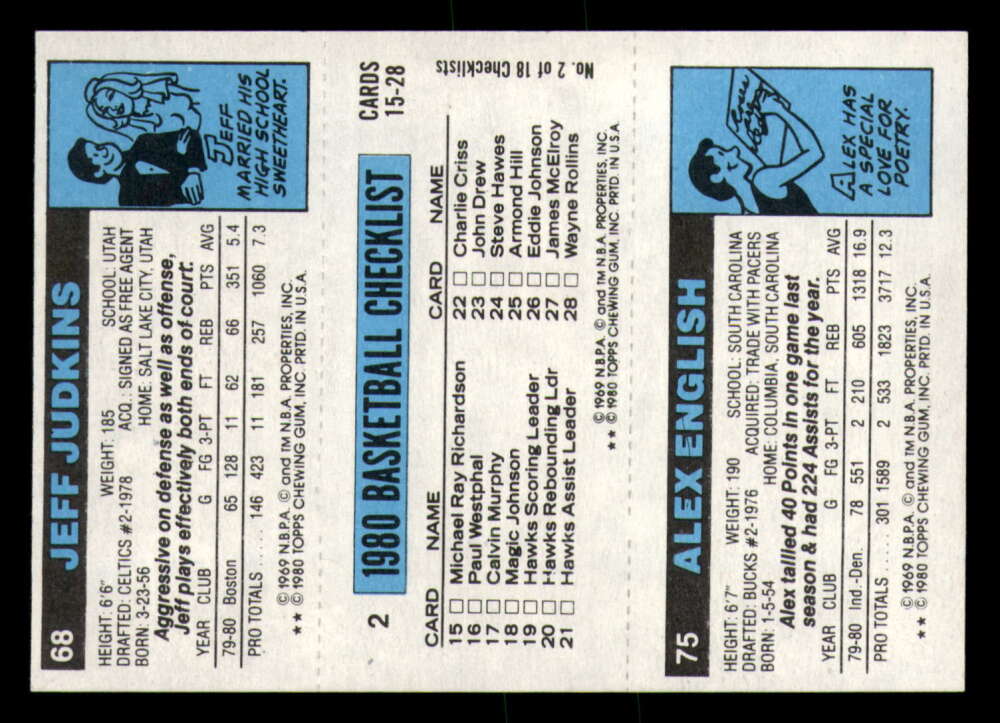 68 JEFF JUDKINS
HEIGHT: 6'6" WEIGHT: 185 SCHOOL: UTAH
DRAFTED: CELTICS #2-1978 ACQ.: SIGNED AS FREE AGENT
BORN: 3-23-56 HOME: SALT LAKE CITY, UTAH
Aggressive on defense as well as offense,
Jeff plays effectively both ends of court.
YEAR CLUB G FG 3-PT FT REB PTS AVG
79-80 Boston 65 128 11 62 66 351 5.4
PRO TOTALS ..... 146 423 11 181 257 1060 7.3
© 1969 N.B.P.A. © and TM N.B.A. PROPERTIES, INC.
★★ © 1980 TOPPS CHEWING GUM, INC. PRTD. IN U.S.A.
JEFF
MARRIED HIS
HIGH SCHOOL
SWEETHEART.
2 1980 BASKETBALL CHECKLIST CARDS
15-28
CARD NAME
15 □ Michael Ray Richardson
16 □ Paul Westphal
17 □ Calvin Murphy
18 □ Magic Johnson
19 □ Hawks Scoring Leader
20 □ Hawks Rebounding Ldr
21 □ Hawks Assist Leader
CARD NAME
22 □ Charlie Criss
23 □ John Drew
24 □ Steve Hawes
25 □ Armond Hill
26 □ Eddie Johnson
27 □ James McElroy
28 □ Wayne Rollins
© 1969 N.B.P.A. © and TM N.B.A. PROPERTIES, INC.
★★ © 1980 TOPPS CHEWING GUM, INC. PRTD. IN U.S.A.
No. 2 of 18 Checklists
75 ALEX ENGLISH
HEIGHT: 6'7" WEIGHT: 190 SCHOOL: SOUTH CAROLINA
DRAFTED: BUCKS #2-1976 ACQUIRED: TRADE WITH PACERS
BORN: 1-5-54 HOME: COLUMBIA, SOUTH CAROLINA
Alex tallied 40 Points in one game last
season & had 224 Assists for the year.
YEAR CLUB G FG 3-PT FT REB PTS AVG
79-80 Ind.-Den. 78 551 2 210 605 1318 16.9
PRO TOTALS ..... 301 1589 2 533 1823 3717 12.3
© 1969 N.B.P.A. © and TM N.B.A. PROPERTIES, INC.
★★ © 1980 TOPPS CHEWING GUM, INC. PRTD. IN U.S.A.
ALEX HAS
A SPECIAL
LOVE FOR
POETRY.